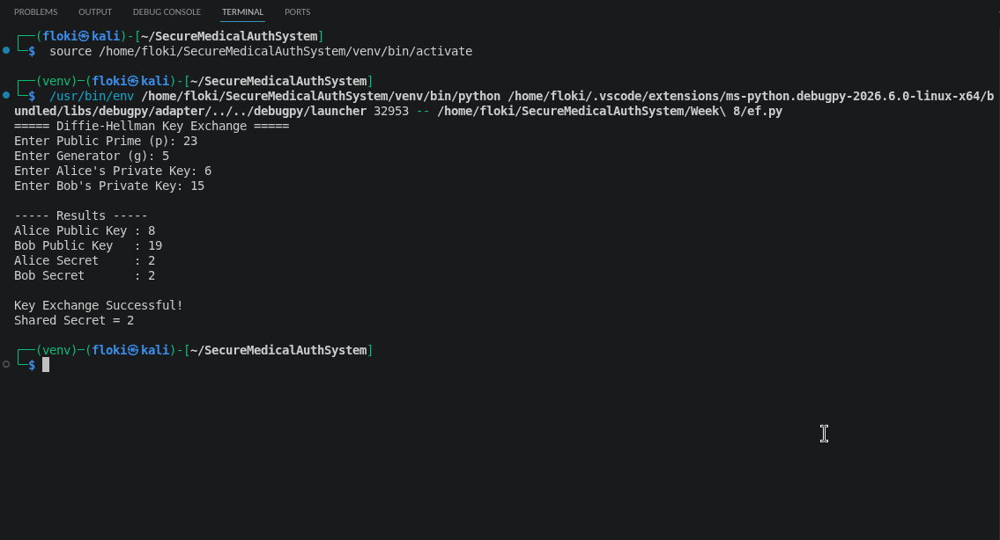 PROBLEMS OUTPUT DEBUG CONSOLE TERMINAL PORTS
┌──(floki㉿kali)-[~/SecureMedicalAuthSystem]
└─$ source /home/floki/SecureMedicalAuthSystem/venv/bin/activate
┌──(venv)─(floki㉿kali)-[~/SecureMedicalAuthSystem]
└─$ /usr/bin/env /home/floki/SecureMedicalAuthSystem/venv/bin/python /home/floki/.vscode/extensions/ms-python.debugpy-2026.6.0-linux-x64/b
undled/libs/debugpy/adapter/../../debugpy/launcher 32953 -- /home/floki/SecureMedicalAuthSystem/Week\ 8/ef.py
===== Diffie-Hellman Key Exchange =====
Enter Public Prime (p): 23
Enter Generator (g): 5
Enter Alice's Private Key: 6
Enter Bob's Private Key: 15
----- Results -----
Alice Public Key : 8
Bob Public Key   : 19
Alice Secret     : 2
Bob Secret       : 2
Key Exchange Successful!
Shared Secret = 2
┌──(venv)─(floki㉿kali)-[~/SecureMedicalAuthSystem]
└─$